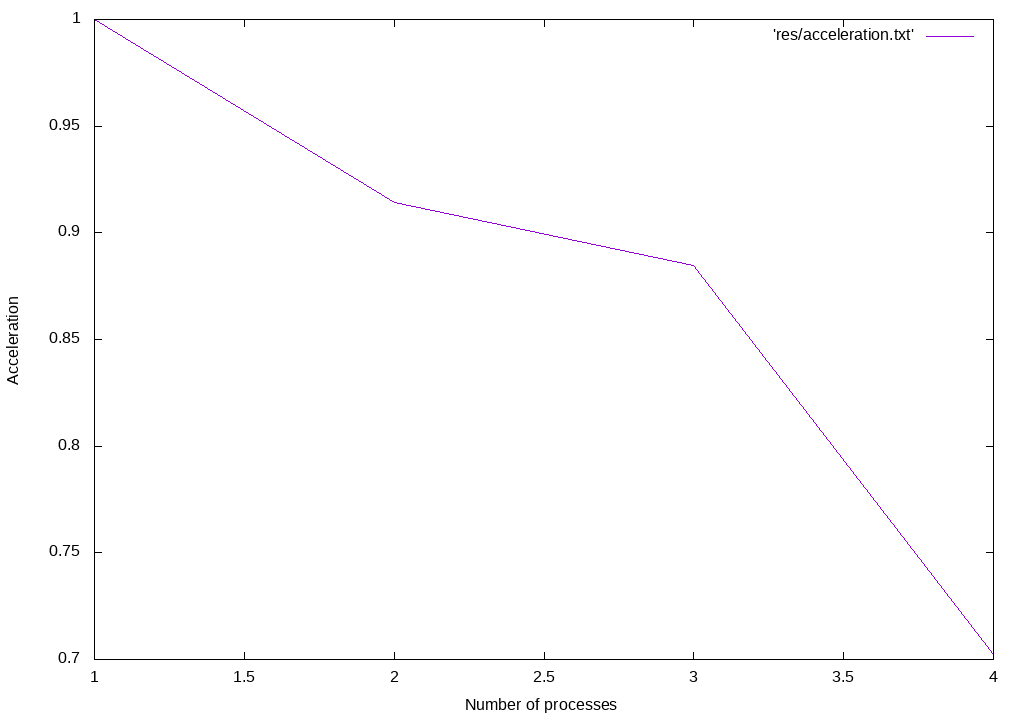 'res/acceleration.txt'
1
0.95
0.9
0.85
0.8
0.75
0.7
Acceleration
1 1.5 2 2.5 3 3.5 4
Number of processes